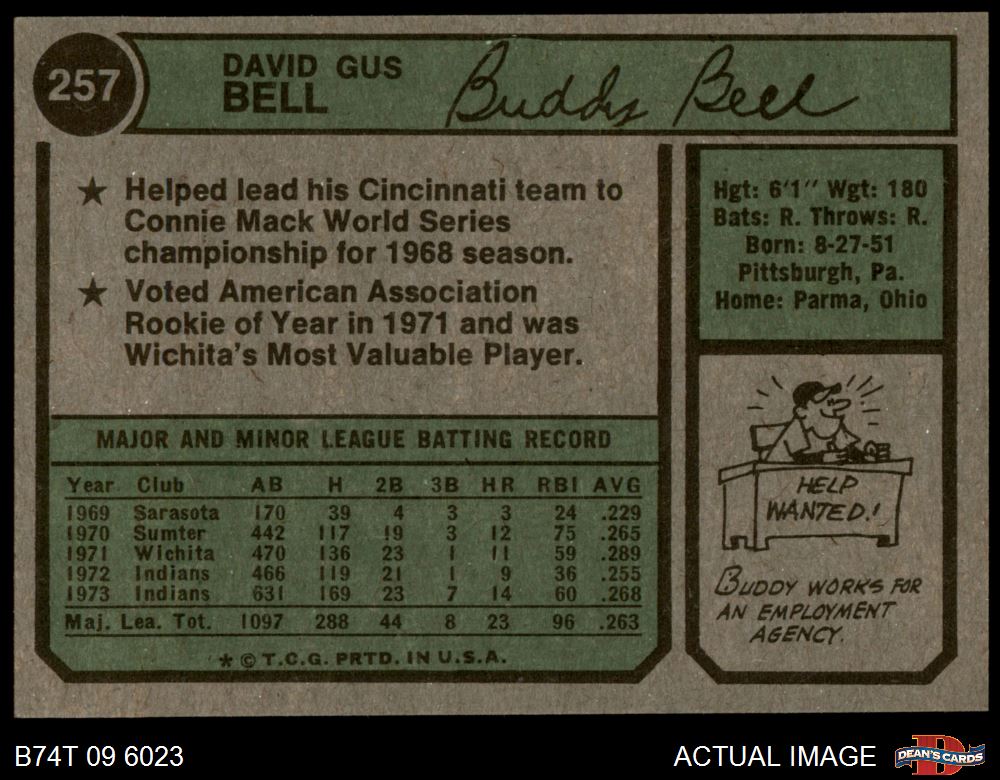 257
DAVID GUS
BELL
Buddy Bell
★ Helped lead his Cincinnati team to
Connie Mack World Series
championship for 1968 season.
★ Voted American Association
Rookie of Year in 1971 and was
Wichita's Most Valuable Player.
Hgt: 6'1" Wgt: 180
Bats: R. Throws: R.
Born: 8-27-51
Pittsburgh, Pa.
Home: Parma, Ohio
MAJOR AND MINOR LEAGUE BATTING RECORD
Year Club AB H 2B 3B HR RBI AVG
1969 Sarasota 170 39 4 3 3 24 .229
1970 Sumter 442 117 19 3 12 75 .265
1971 Wichita 470 136 23 1 11 59 .289
1972 Indians 466 119 21 1 9 36 .255
1973 Indians 631 169 23 7 14 60 .268
Maj. Lea. Tot. 1097 288 44 8 23 96 .263
* © T.C.G. PRTD. IN U.S.A.
HELP
WANTED!
BUDDY WORKS FOR
AN EMPLOYMENT
AGENCY.
B74T 09 6023
ACTUAL IMAGE
DEAN'S CARDS